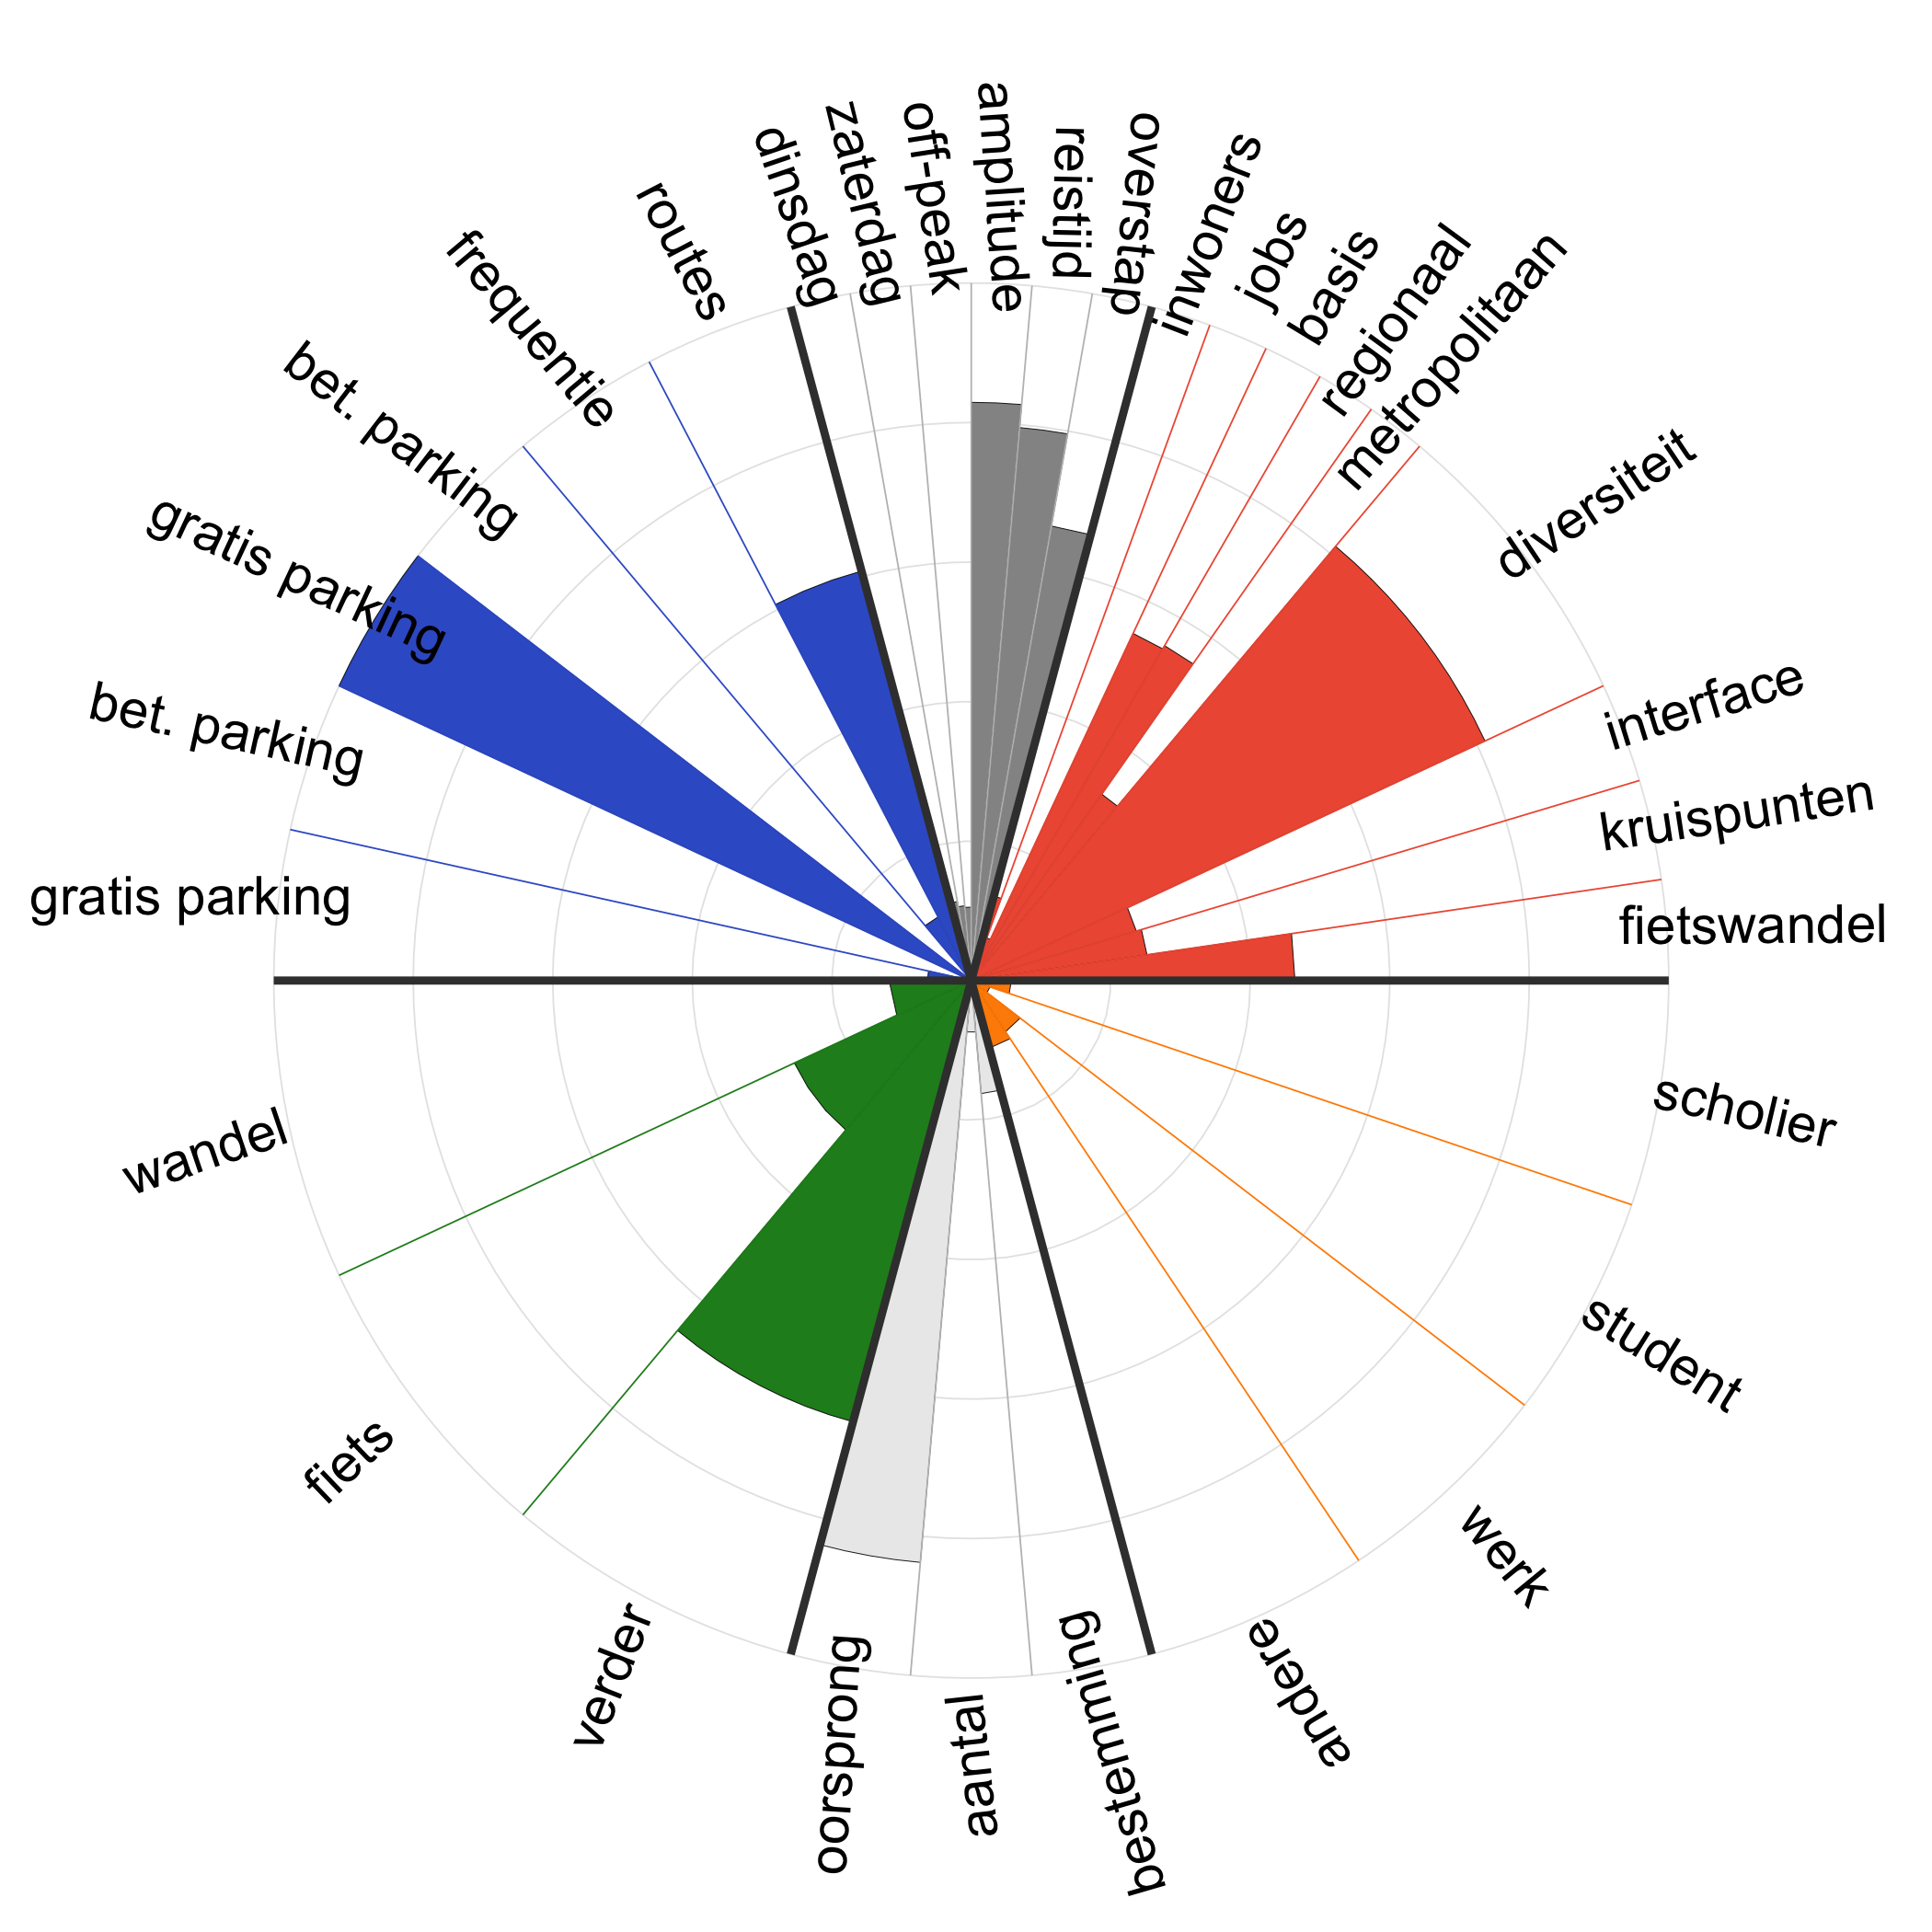 dinsdag
zaterdag
off-peak
amplitude
reistijd
overstap
inwoners
jobs
basis
regionaal
metropolitaan
diversiteit
interface
kruispunten
fietswandel
scholier
student
werk
andere
bestemming
aantal
oorsprong
verder
fiets
wandel
gratis parking
bet. parking
gratis parking
bet. parking
frequentie
routes